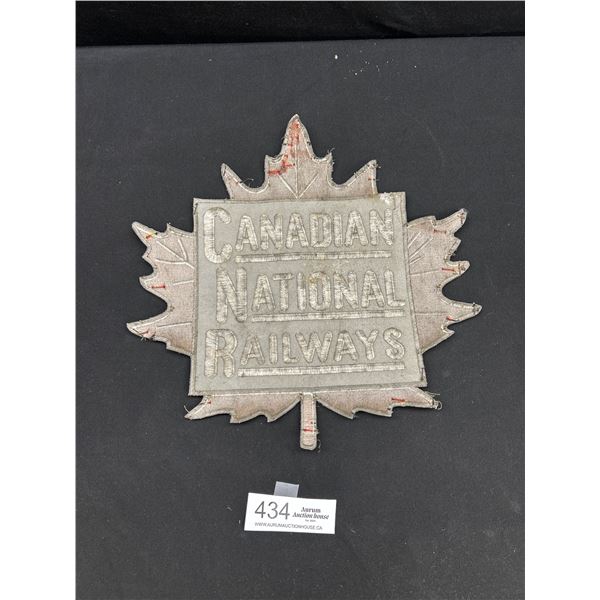 CANADIAN
NATIONAL
RAILWAYS
434
Aurum
Auction house
WWW.AURUMAUCTIONHOUSE.CA